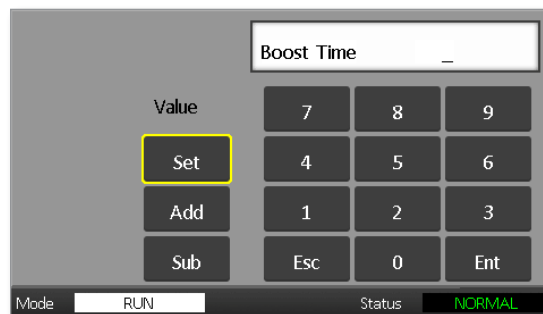 Boost Time _
Value 7 8 9
Set 4 5 6
Add 1 2 3
Sub Esc 0 Ent
Mode RUN Status NORMAL